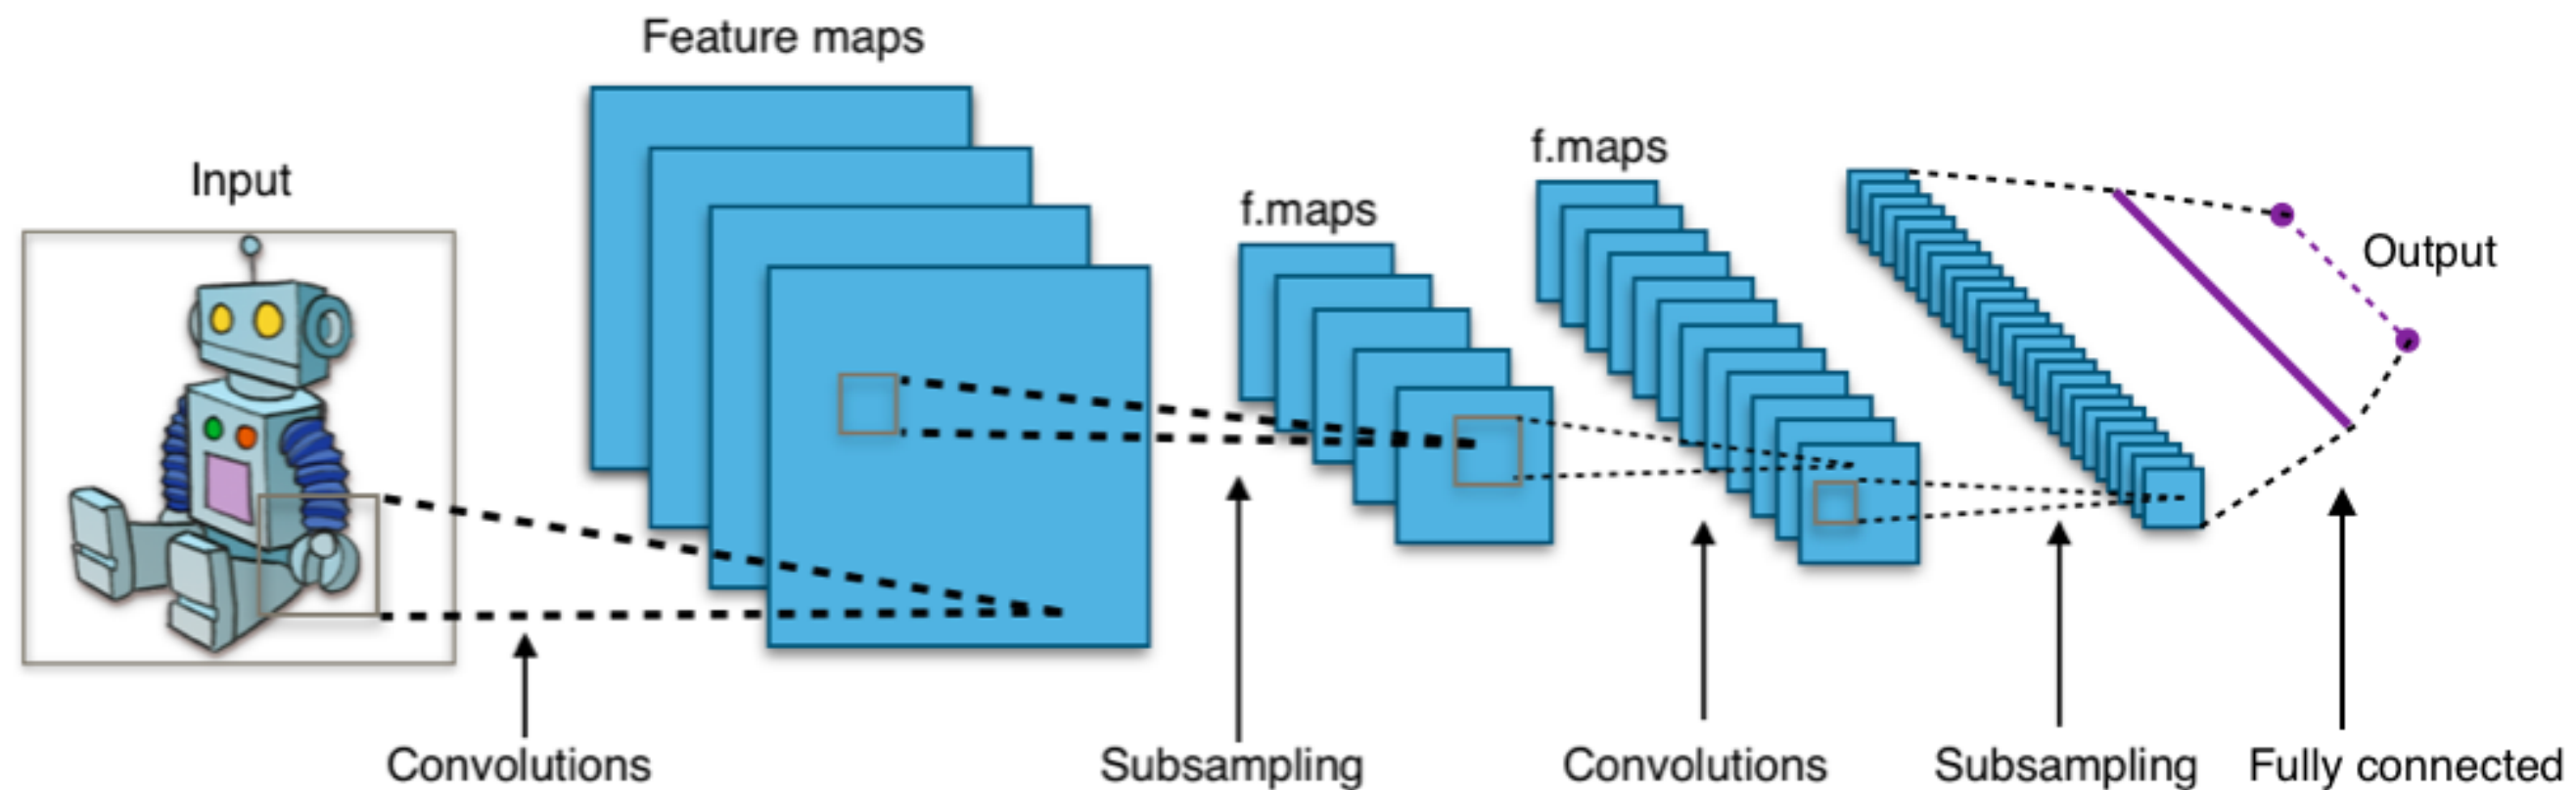 Feature maps
f.maps
Input
f.maps
Output
Convolutions
Subsampling
Convolutions
Subsampling
Fully connected